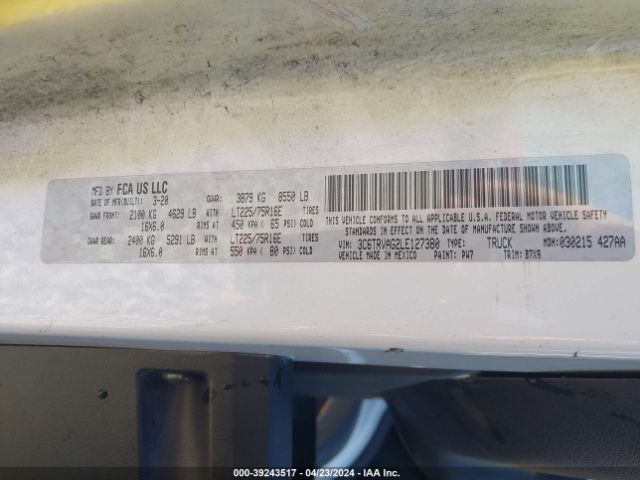 MFD BY FCA US LLC
DATE OF MFR(BUILT): 3-20 GVWR: 3879 KG 8550 LB
GAWR FRONT: 2100 KG 4629 LB WITH LT225/75R16E TIRES
16X6.0 RIMS AT 450 KPA ( 65 PSI) COLD
GAWR REAR: 2400 KG 5291 LB WITH LT225/75R16E TIRES
16X6.0 RIMS AT 550 KPA ( 80 PSI) COLD
THIS VEHICLE CONFORMS TO ALL APPLICABLE U.S.A. FEDERAL MOTOR VEHICLE SAFETY
STANDARDS IN EFFECT ON THE DATE OF MANUFACTURE SHOWN ABOVE.
VIN: 3C6TRVAG2LE127380 TYPE: TRUCK MDH: 030215 427AA
VEHICLE MADE IN MEXICO PAINT: PW7 TRIM: B7X9
000-39243517 - 04/23/2024 - IAA Inc.